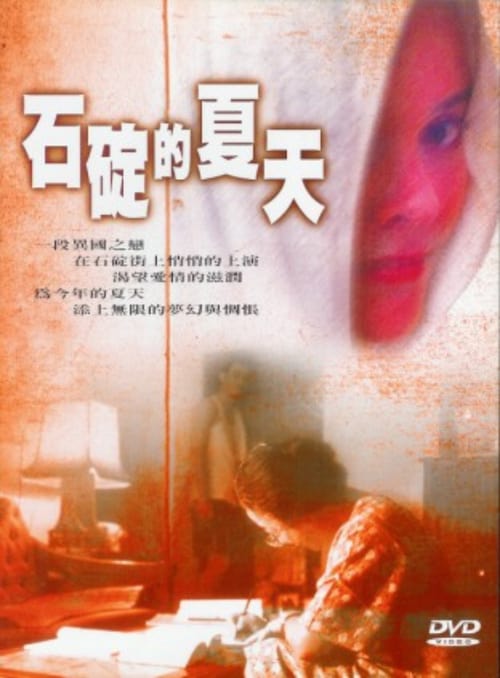 石碇的夏天
一段異國之戀
在石碇街上悄悄的上演
渴望愛情的滋潤
為今年的夏天
添上無限的夢幻與惆悵
DVD
VIDEO